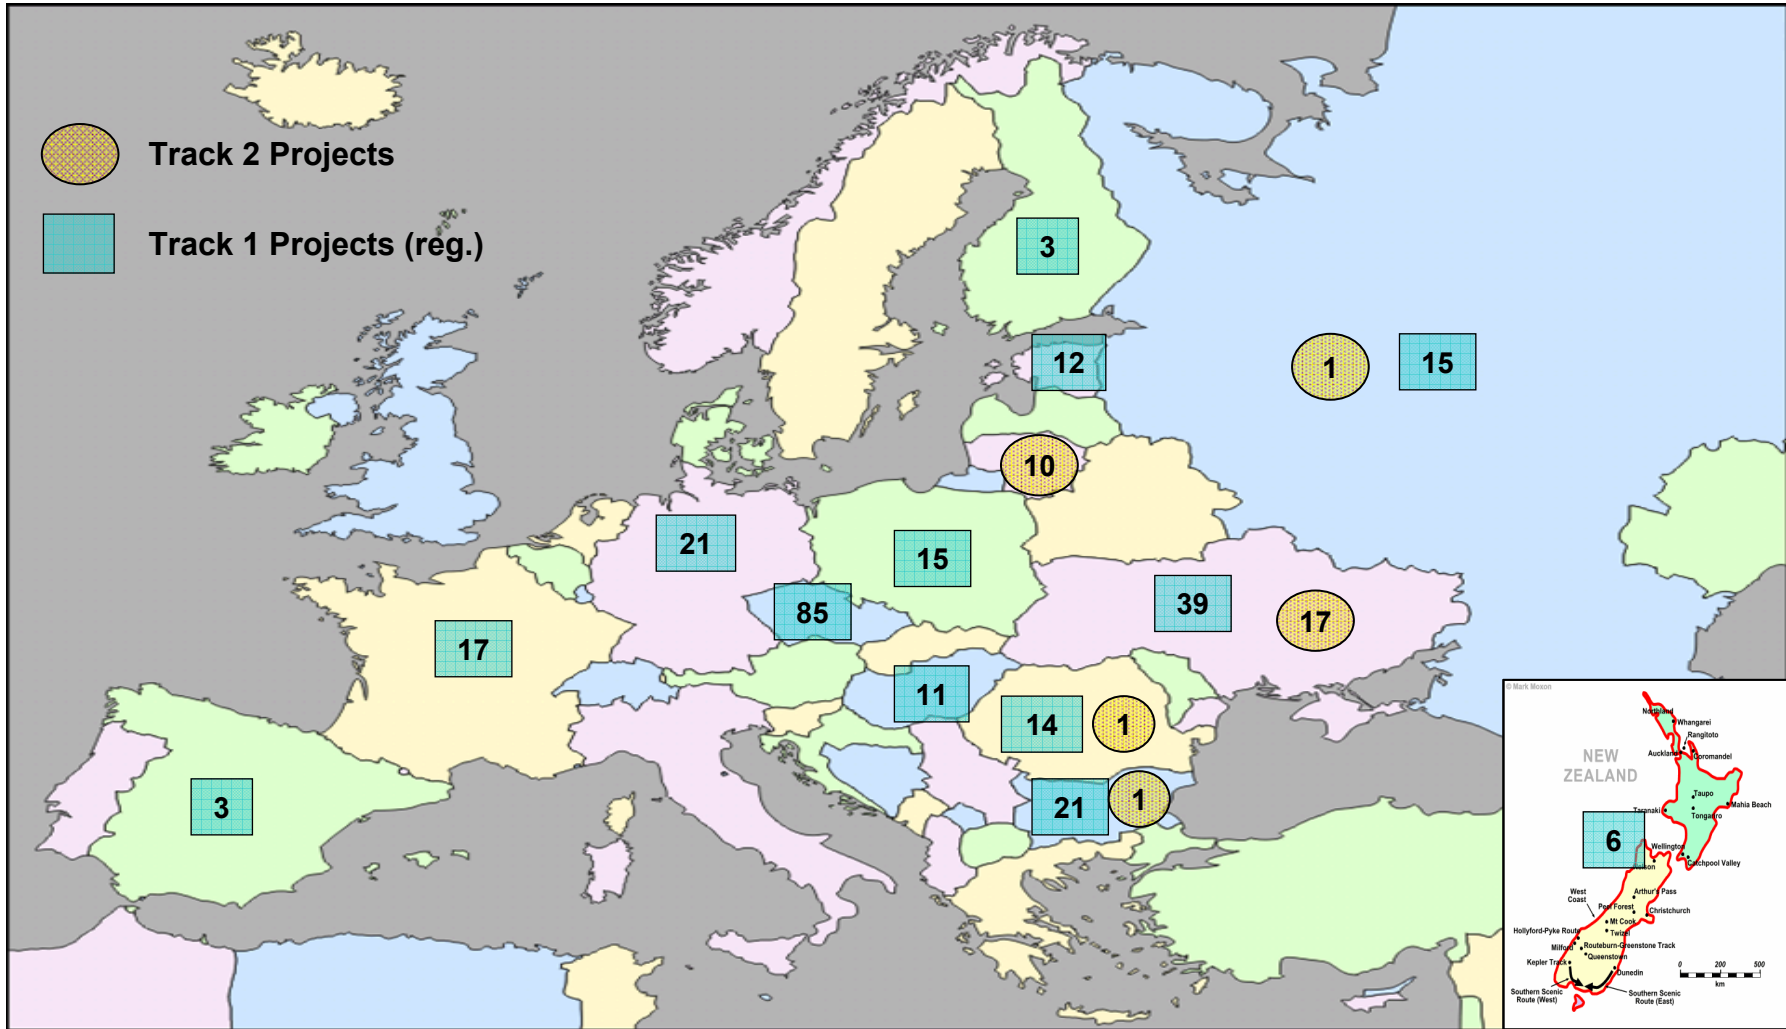 Track 2 Projects
Track 1 Projects (reg.)
3
12
1
15
10
21
15
85
39
17
17
11
14
1
3
21
1
© Mark Moxon
NEW
ZEALAND
Northland
Whangarei
Rangitoto
Auckland
Coromandel
Taupo
Taranaki
Mahia Beach
Tongariro
6
Wellington
Nelson
Catchpool Valley
Arthur's Pass
West
Coast
Peel Forest
Christchurch
Mt Cook
Hollyford-Pyke Route
Twizel
Milford
Routeburn-Greenstone Track
Queenstown
Kepler Track
Dunedin
0 200 500
km
Southern Scenic
Route (West)
Southern Scenic
Route (East)